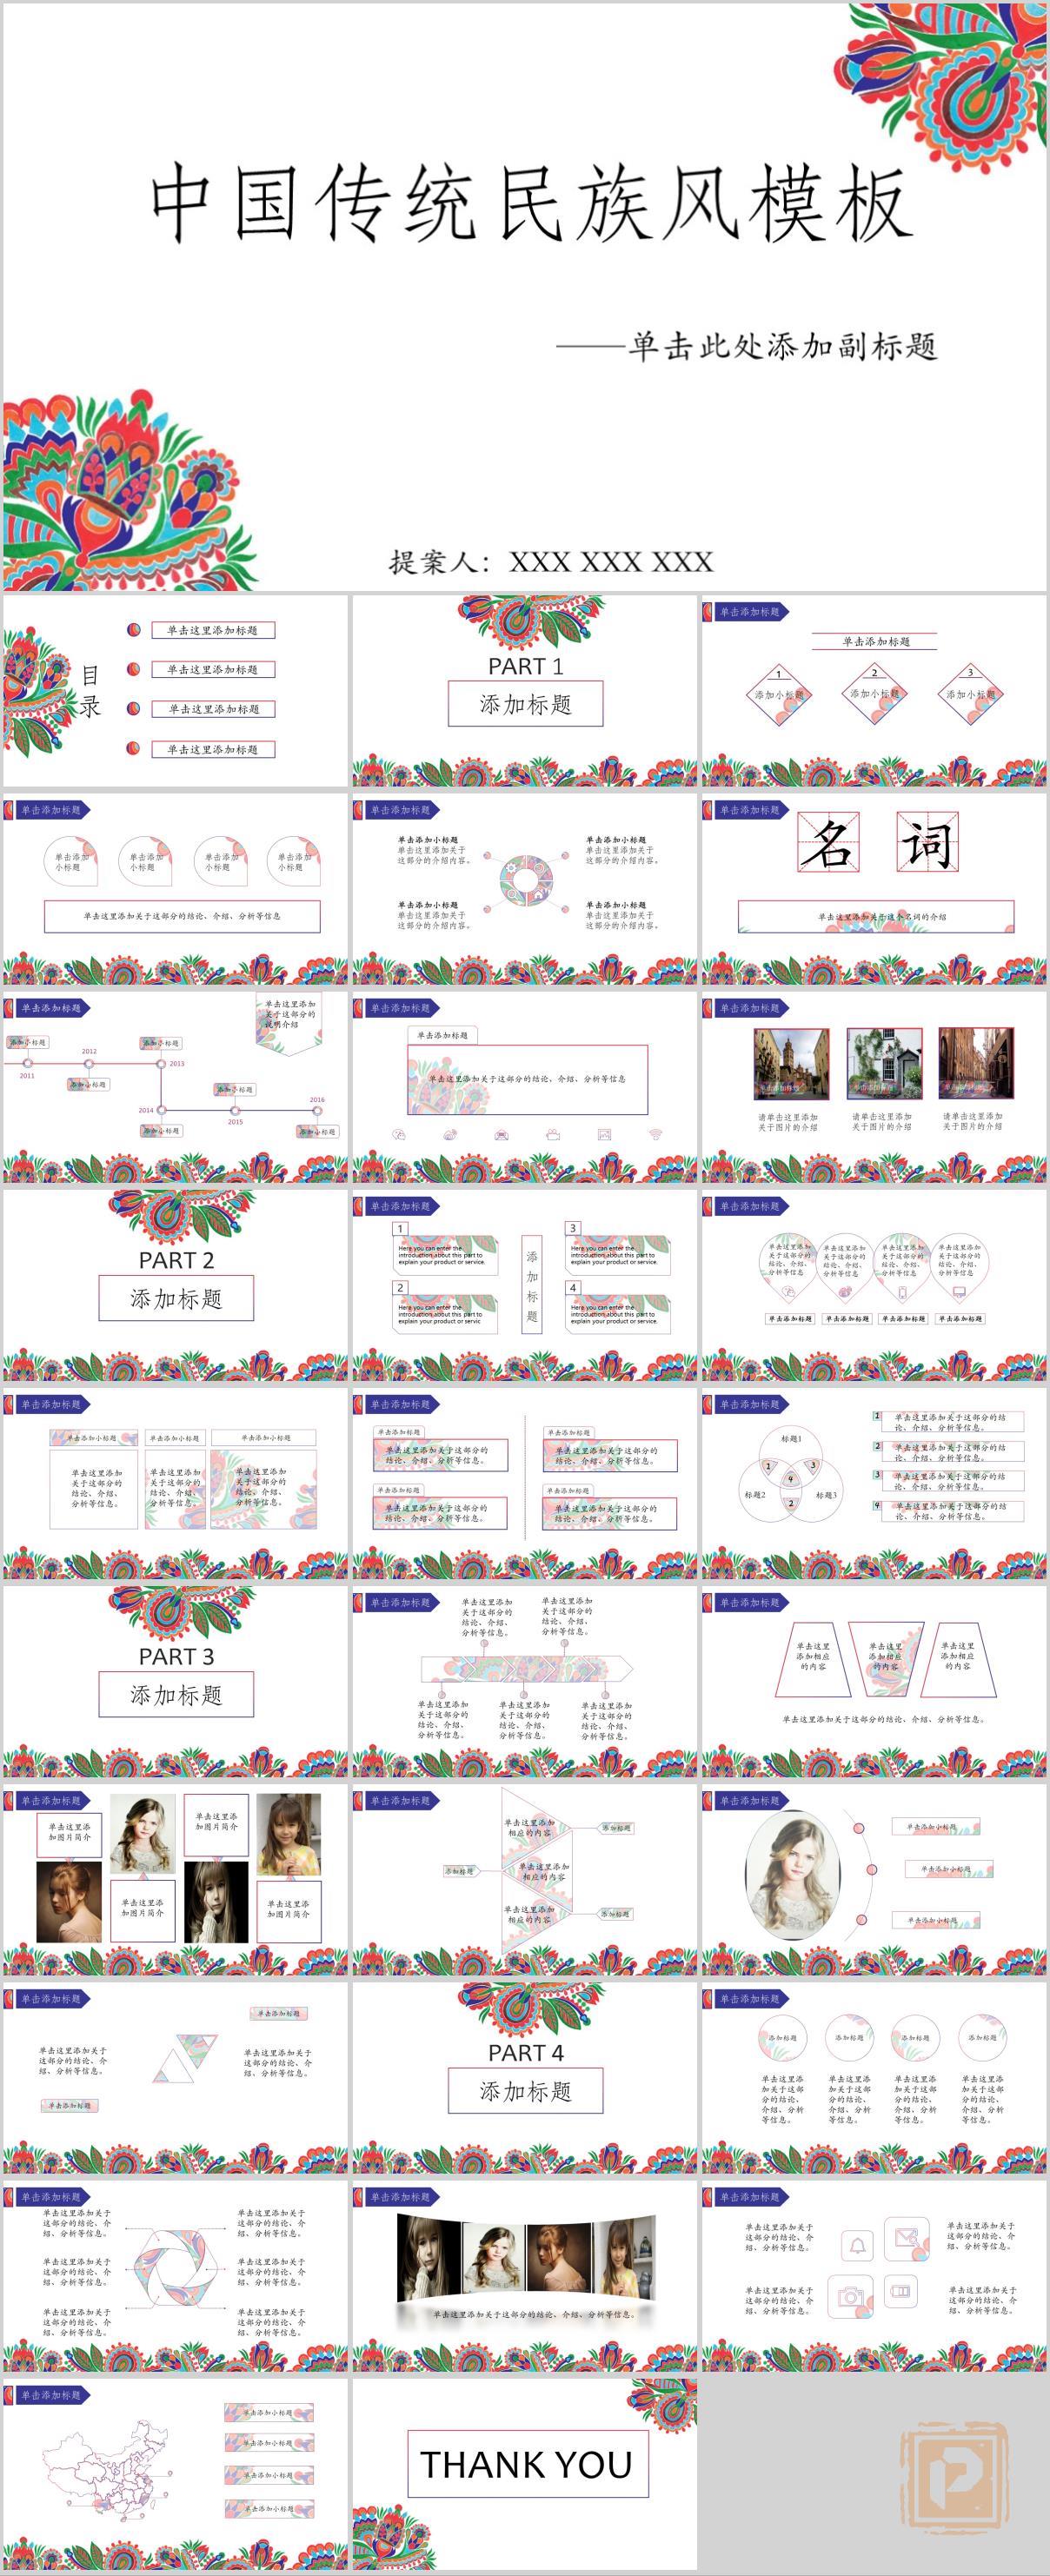 中国传统民族风模板
——单击此处添加副标题
提案人：XXX XXX XXX
目
录
单击这里添加标题
单击这里添加标题
单击这里添加标题
单击这里添加标题
PART 1
添加标题
单击添加标题
单击添加标题
1
添加小标题
2
添加小标题
3
添加小标题
单击添加标题
单击添加
小标题
单击添加
小标题
单击添加
小标题
单击添加
小标题
单击这里添加关于这部分的结论、介绍、分析等信息
单击添加标题
单击添加小标题
单击这里添加关于
这部分的介绍内容。
单击添加小标题
单击这里添加关于
这部分的介绍内容。
单击添加小标题
单击这里添加关于
这部分的介绍内容。
单击添加小标题
单击这里添加关于
这部分的介绍内容。
单击添加标题
名 词
单击这里添加关于这个名词的介绍
单击添加标题
单击这里添加
关于这部分的
说明介绍
添加小标题
2011
2012
添加小标题
添加小标题
2013
2014
添加小标题
添加小标题
2015
2016
添加小标题
单击添加标题
单击添加标题
单击这里添加关于这部分的结论、介绍、分析等信息
单击添加标题
请单击这里添加
关于图片的介绍
请单击这里添加
关于图片的介绍
请单击这里添加
关于图片的介绍
PART 2
添加标题
单击添加标题
1
Here you can enter the
introduction about this part to
explain your product or service.
2
Here you can enter the
introduction about this part to
explain your product or servic
添
加
标
题
3
Here you can enter the
introduction about this part to
explain your product or service.
4
Here you can enter the
introduction about this part to
explain your product or service.
单击添加标题
单击这里添加
关于这部分的
结论、介绍、
分析等信息
单击这里添加
关于这部分的
结论、介绍、
分析等信息
单击这里添加
关于这部分的
结论、介绍、
分析等信息
单击这里添加
关于这部分的
结论、介绍、
分析等信息
单击添加标题
单击添加标题
单击添加标题
单击添加标题
单击添加标题
单击添加小标题
单击添加小标题
单击添加小标题
单击这里添加
关于这部分的
结论、介绍、
分析等信息。
单击这里添加
关于这部分的
结论、介绍、
分析等信息。
单击这里添加
关于这部分的
结论、介绍、
分析等信息。
单击添加标题
单击添加标题
单击这里添加关于这部分的
结论、介绍、分析等信息。
单击添加标题
单击这里添加关于这部分的
结论、介绍、分析等信息。
单击添加标题
单击这里添加关于这部分的
结论、介绍、分析等信息。
单击添加标题
单击这里添加关于这部分的
结论、介绍、分析等信息。
单击添加标题
标题1
1
3
4
标题2
2
标题3
1
单击这里添加关于这部分的结
论、介绍、分析等信息。
2
单击这里添加关于这部分的结
论、介绍、分析等信息。
3
单击这里添加关于这部分的结
论、介绍、分析等信息。
4
单击这里添加关于这部分的结
论、介绍、分析等信息。
PART 3
添加标题
单击添加标题
单击这里添加
关于这部分的
结论、介绍、
分析等信息。
单击这里添加
关于这部分的
结论、介绍、
分析等信息。
单击这里添加
关于这部分的
结论、介绍、
分析等信息。
单击这里添加
关于这部分的
结论、介绍、
分析等信息。
单击这里添加
关于这部分的
结论、介绍、
分析等信息。
单击添加标题
单击这里
添加相应
的内容
单击这里
添加相应
的内容
单击这里
添加相应
的内容
单击这里添加关于这部分的结论、介绍、分析等信息。
单击添加标题
单击这里添
加图片简介
单击这里添
加图片简介
单击这里添
加图片简介
单击这里添
加图片简介
单击添加标题
单击这里添加
相应的内容
添加标题
添加标题
单击这里添加
相应的内容
单击这里添加
相应的内容
添加标题
单击添加标题
单击添加小标题
单击添加小标题
单击添加小标题
单击添加标题
单击添加标题
单击这里添加关于
这部分的结论、介
绍、分析等信息。
单击这里添加关于
这部分的结论、介
绍、分析等信息。
单击添加标题
PART 4
添加标题
单击添加标题
添加标题
添加标题
添加标题
添加标题
单击这里添
加关于这部
分的结论、
介绍、分析
等信息。
单击这里添
加关于这部
分的结论、
介绍、分析
等信息。
单击这里添
加关于这部
分的结论、
介绍、分析
等信息。
单击这里添
加关于这部
分的结论、
介绍、分析
等信息。
单击添加标题
单击这里添加关于
这部分的结论、介
绍、分析等信息。
单击这里添加关于
这部分的结论、介
绍、分析等信息。
单击这里添加关于
这部分的结论、介
绍、分析等信息。
单击这里添加关于
这部分的结论、介
绍、分析等信息。
单击这里添加关于
这部分的结论、介
绍、分析等信息。
单击这里添加关于
这部分的结论、介
绍、分析等信息。
单击添加标题
单击这里添加关于这部分的结论、介绍、分析等信息。
单击添加标题
单击这里添加关于
这部分的结论、介
绍、分析等信息。
单击这里添加关于
这部分的结论、介
绍、分析等信息。
单击这里添加关于
这部分的结论、介
绍、分析等信息。
单击这里添加关于
这部分的结论、介
绍、分析等信息。
单击添加标题
单击添加小标题
单击添加小标题
单击添加小标题
单击添加小标题
THANK YOU